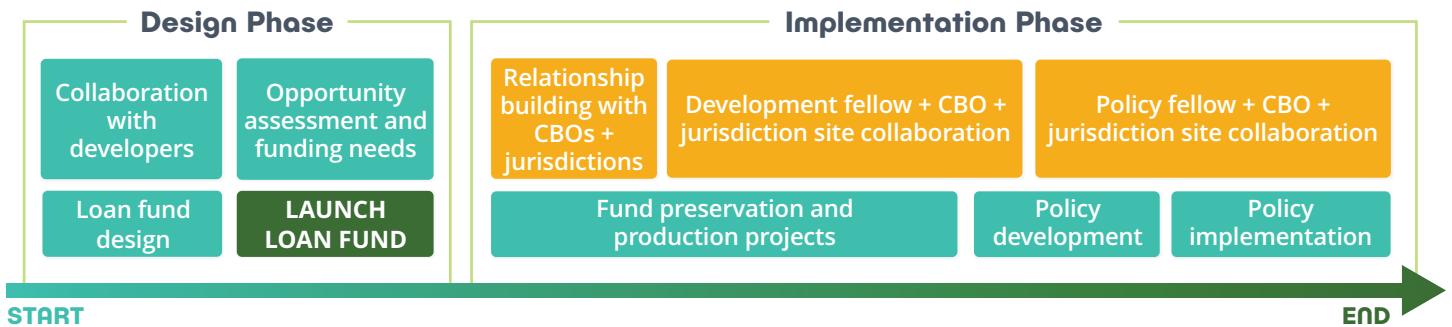 Design Phase
Collaboration
with
developers
Opportunity
assessment and
funding needs
Loan fund
design
LAUNCH
LOAN FUND
Implementation Phase
Relationship
building with
CBOs +
jurisdictions
Development fellow + CBO +
jurisdiction site collaboration
Policy fellow + CBO +
jurisdiction site collaboration
Fund preservation and
production projects
Policy
development
Policy
implementation
START
END